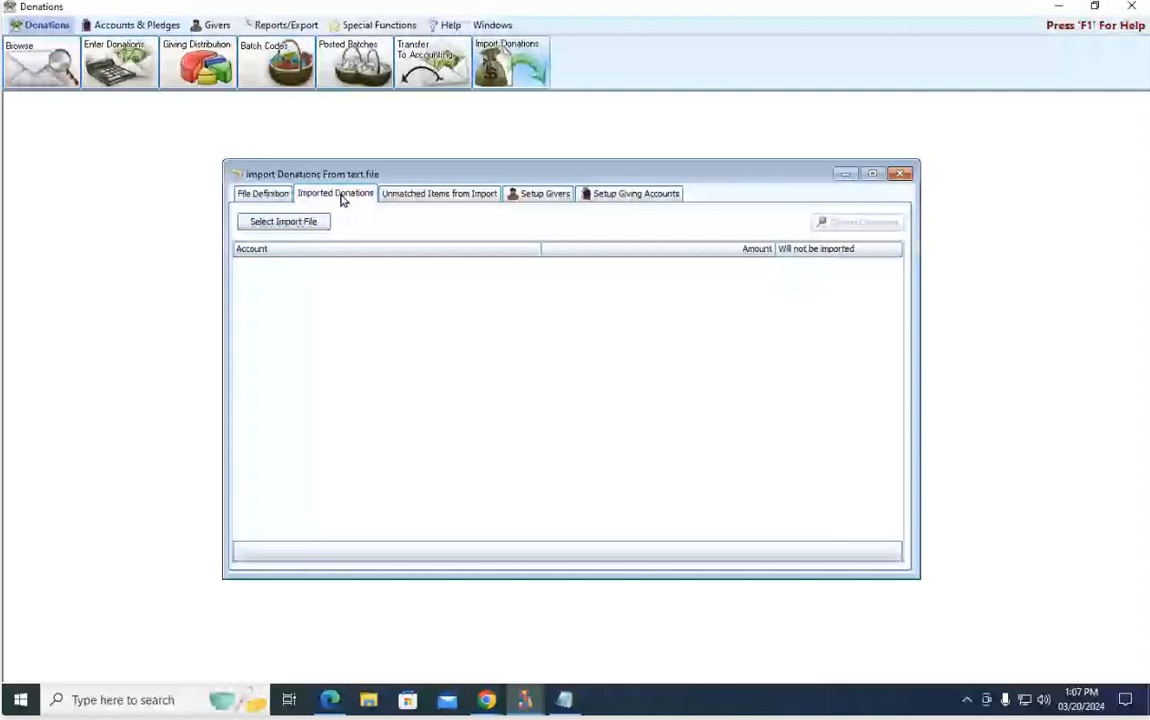 Donations
Donations Accounts & Pledges Givers Reports/Export Special Functions Help Windows Press 'F1' For Help
Browse Enter Donations Giving Distribution Batch Codes Posted Batches Transfer To Accounting Import Donations
Import Donations From text file
File Definition Imported Donations Unmatched Items from Import Setup Givers Setup Giving Accounts
Select Import File
Account Amount Will not be imported
Type here to search
1:07 PM
03/20/2024